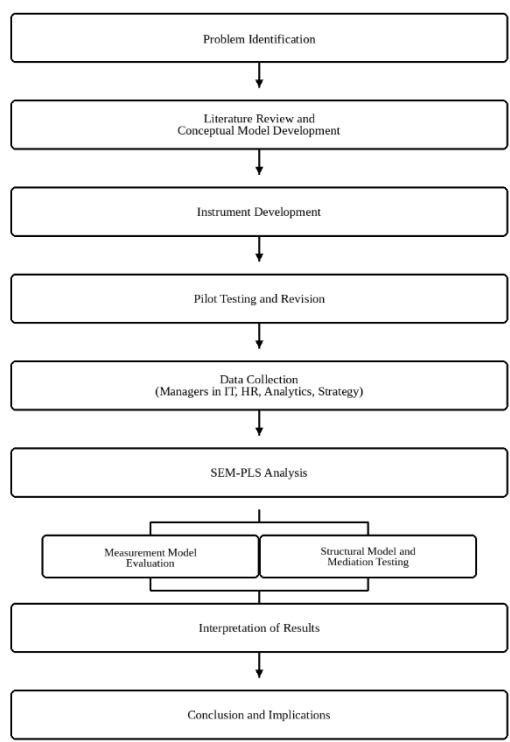 Problem Identification
Literature Review and
Conceptual Model Development
Instrument Development
Pilot Testing and Revision
Data Collection
(Managers in IT, HR, Analytics, Strategy)
SEM-PLS Analysis
Measurement Model
Evaluation
Structural Model and
Mediation Testing
Interpretation of Results
Conclusion and Implications